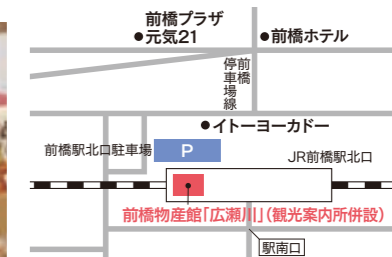 前橋プラザ
●元気21
●前橋ホテル
前橋
停車場線
●イトーヨーカドー
前橋駅北口駐車場
P
JR前橋駅北口
前橋物産館「広瀬川」(観光案内所併設)
駅南口